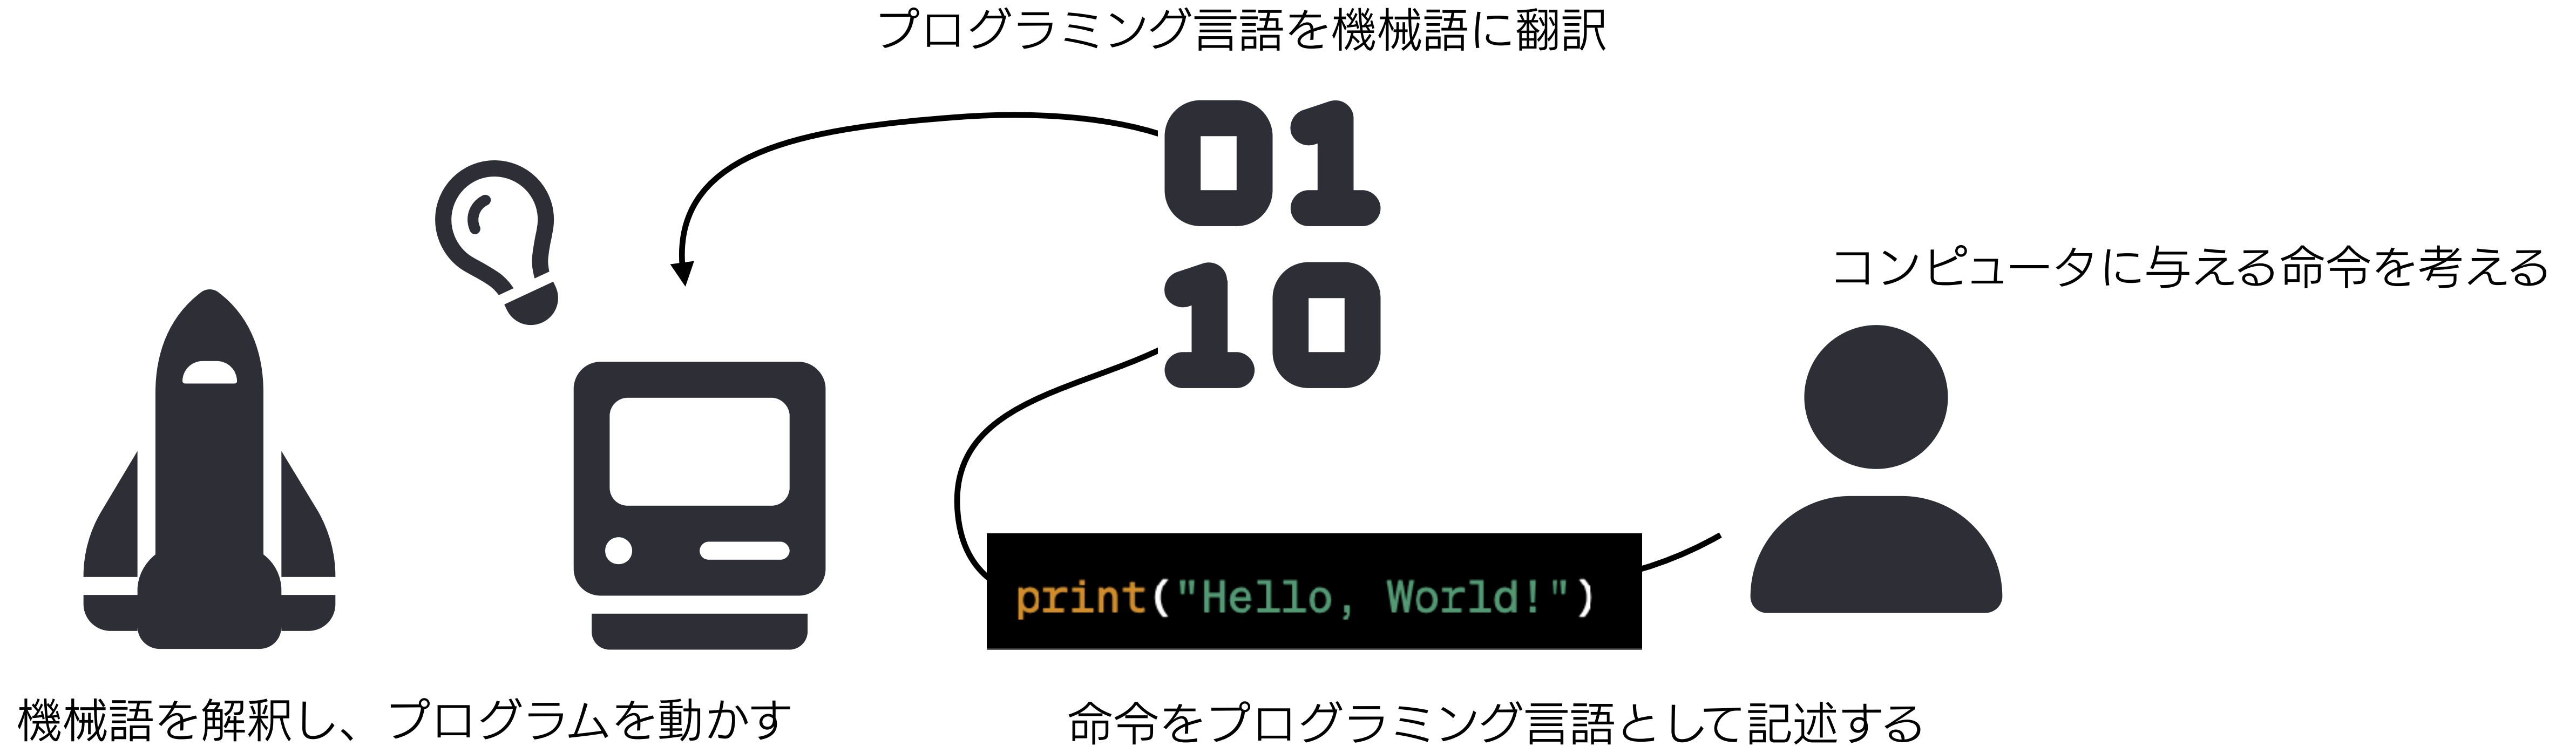 プログラミング言語を機械語に翻訳
01
10
コンピュータに与える命令を考える
print("Hello, World!")
機械語を解釈し、プログラムを動かす
命令をプログラミング言語として記述する